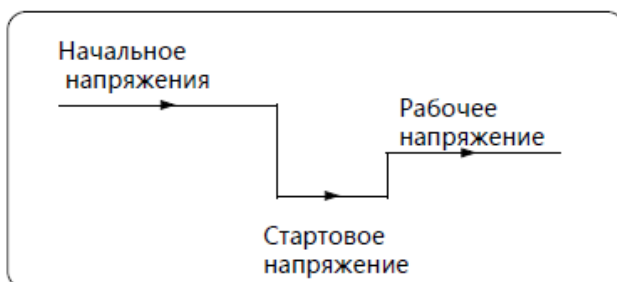 Начальное
напряжения
Рабочее
напряжение
Стартовое
напряжение